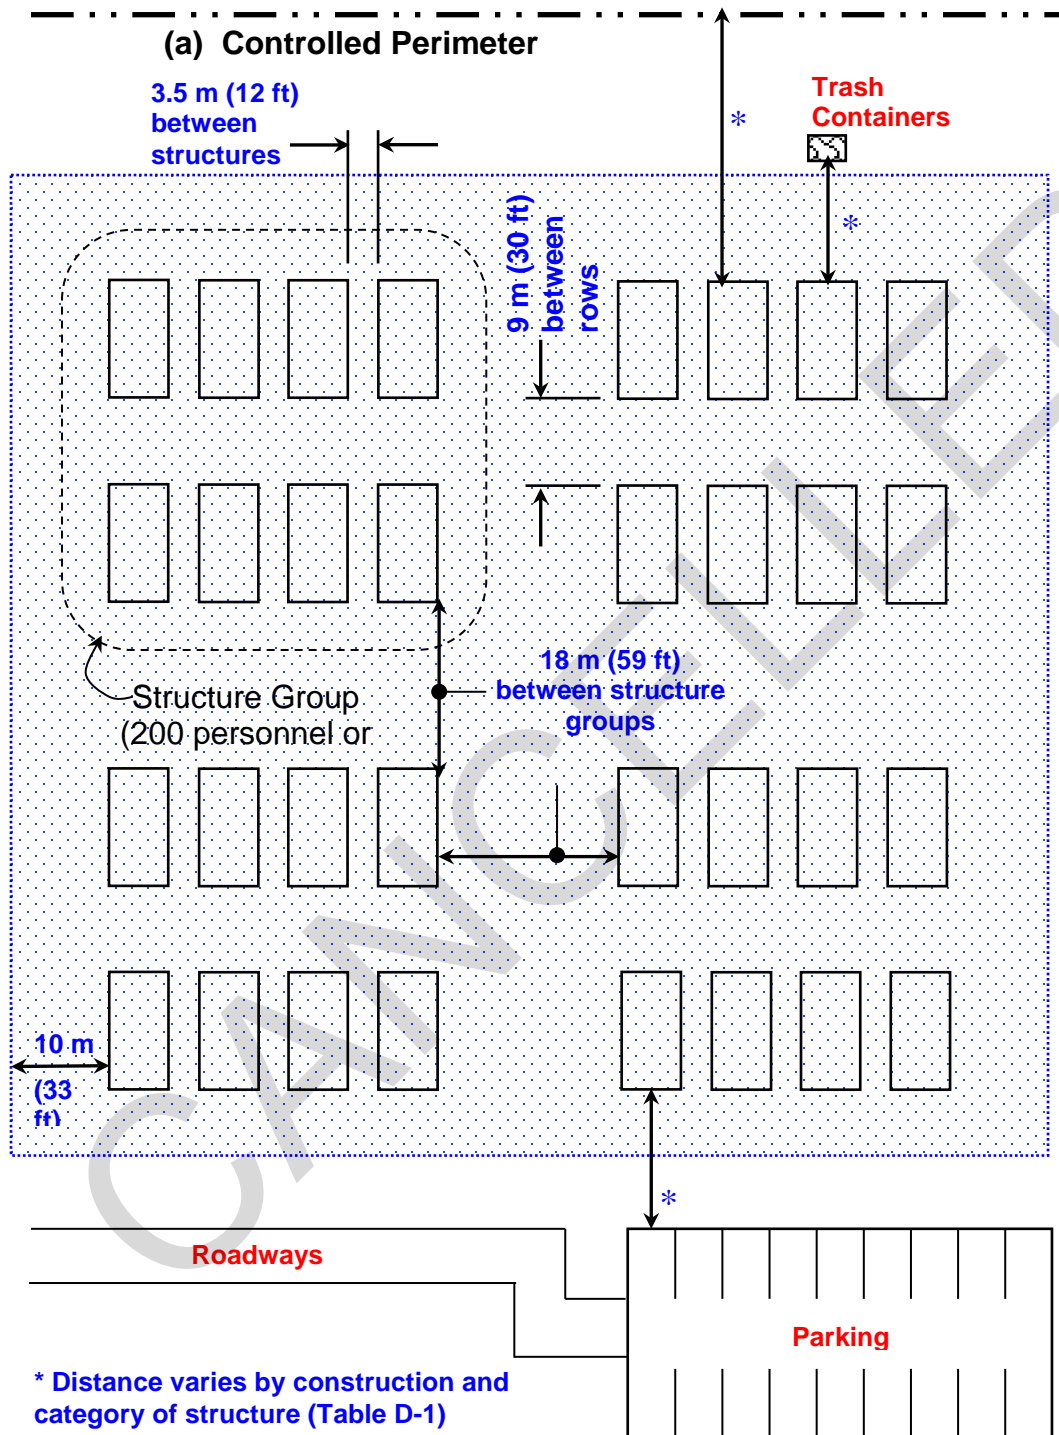 (a) Controlled Perimeter
3.5 m (12 ft)
between
structures
Trash
Containers
*
*
9 m (30 ft)
between
rows
18 m (59 ft)
between structure
groups
Structure Group
(200 personnel or
10 m
(33
ft)
*
Roadways
Parking
* Distance varies by construction and
category of structure (Table D-1)
CANCELLED